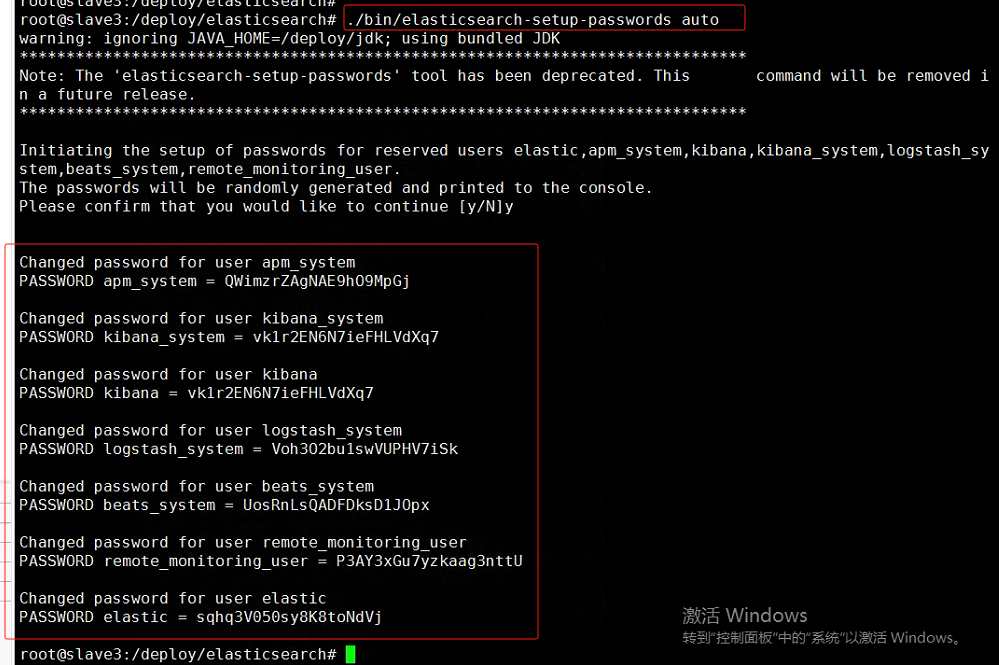 root@slave3:/deploy/elasticsearch#
root@slave3:/deploy/elasticsearch# ./bin/elasticsearch-setup-passwords auto
warning: ignoring JAVA_HOME=/deploy/jdk; using bundled JDK
******************************************************************************
Note: The 'elasticsearch-setup-passwords' tool has been deprecated. This       command will be removed i
n a future release.
******************************************************************************
Initiating the setup of passwords for reserved users elastic,apm_system,kibana,kibana_system,logstash_sy
stem,beats_system,remote_monitoring_user.
The passwords will be randomly generated and printed to the console.
Please confirm that you would like to continue [y/N]y
Changed password for user apm_system
PASSWORD apm_system = QWimzrZAgNAE9hO9MpGj
Changed password for user kibana_system
PASSWORD kibana_system = vk1r2EN6N7ieFHLVdXq7
Changed password for user kibana
PASSWORD kibana = vk1r2EN6N7ieFHLVdXq7
Changed password for user logstash_system
PASSWORD logstash_system = Voh3O2bu1swVUPHV7iSk
Changed password for user beats_system
PASSWORD beats_system = UosRnLsQADFDksD1JOpx
Changed password for user remote_monitoring_user
PASSWORD remote_monitoring_user = P3AY3xGu7yzkaag3nttU
Changed password for user elastic
PASSWORD elastic = sqhq3V050sy8K8toNdVj
激活 Windows
转到"控制面板"中的"系统"以激活 Windows。
root@slave3:/deploy/elasticsearch#